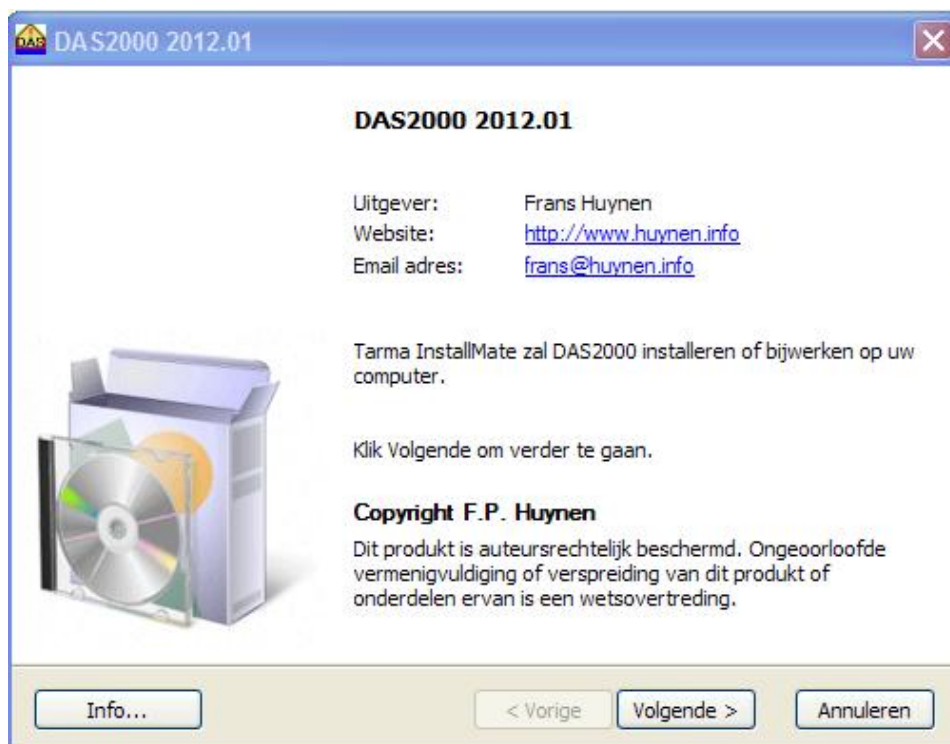 DAS2000 2012.01
DAS2000 2012.01
Uitgever: Frans Huynen
Website: http://www.huynen.info
Email adres: frans@huynen.info
Tarma InstallMate zal DAS2000 installeren of bijwerken op uw
computer.
Klik Volgende om verder te gaan.
Copyright F.P. Huynen
Dit produkt is auteursrechtelijk beschermd. Ongeoorloofde
vermenigvuldiging of verspreiding van dit produkt of
onderdelen ervan is een wetsovertreding.
Info... < Vorige Volgende > Annuleren